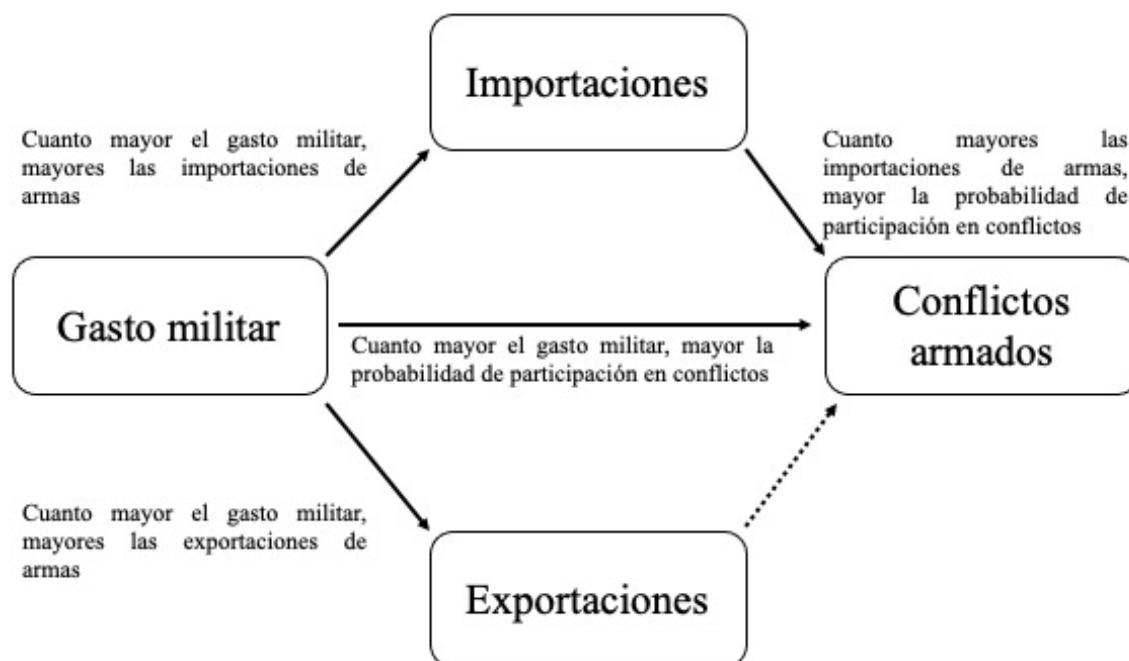 Importaciones
Cuanto mayor el gasto militar,
mayores las importaciones de
armas
Cuanto mayores las
importaciones de armas,
mayor la probabilidad de
participación en conflictos
Gasto militar
Cuanto mayor el gasto militar, mayor la
probabilidad de participación en conflictos
Conflictos
armados
Cuanto mayor el gasto militar,
mayores las exportaciones de
armas
Exportaciones